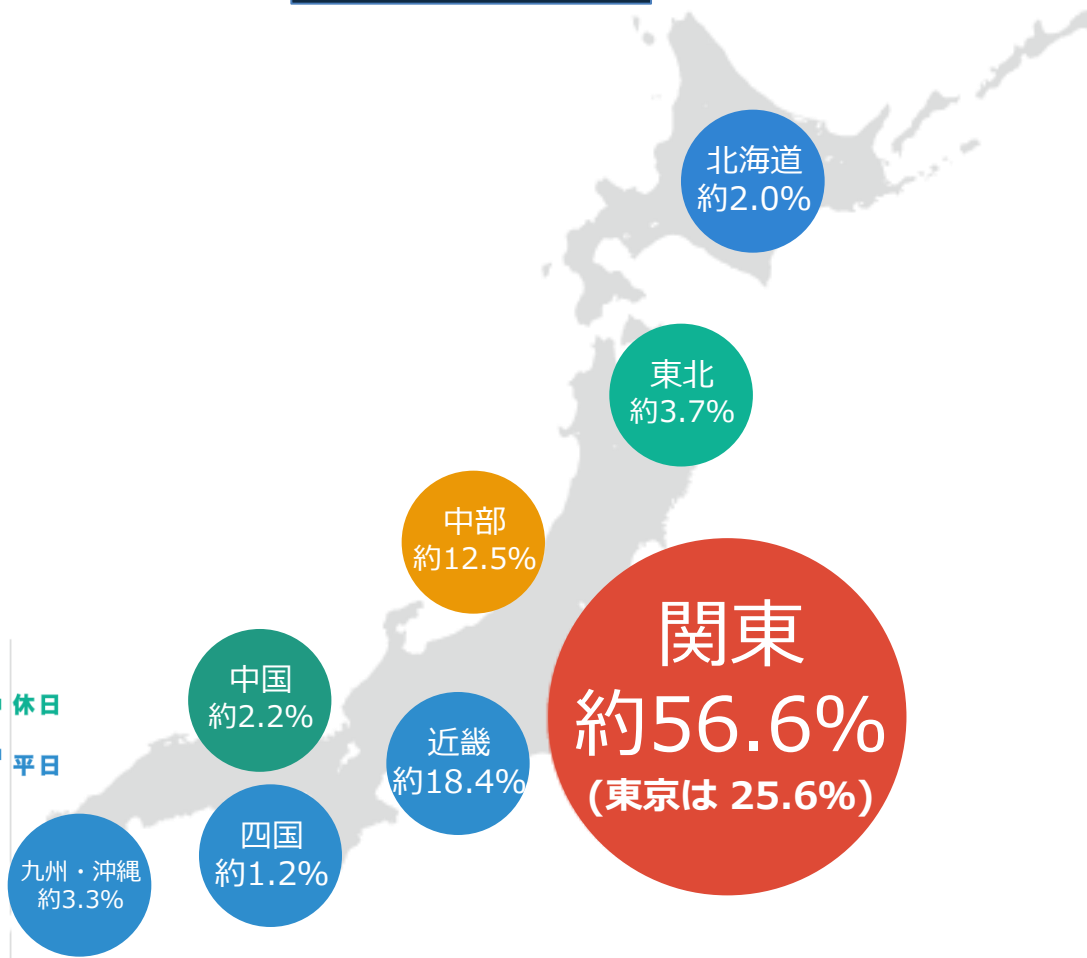 北海道
約2.0%
東北
約3.7%
中部
約12.5%
関東
約56.6%
(東京は 25.6%)
中国
約2.2%
近畿
約18.4%
四国
約1.2%
九州・沖縄
約3.3%
休日
平日